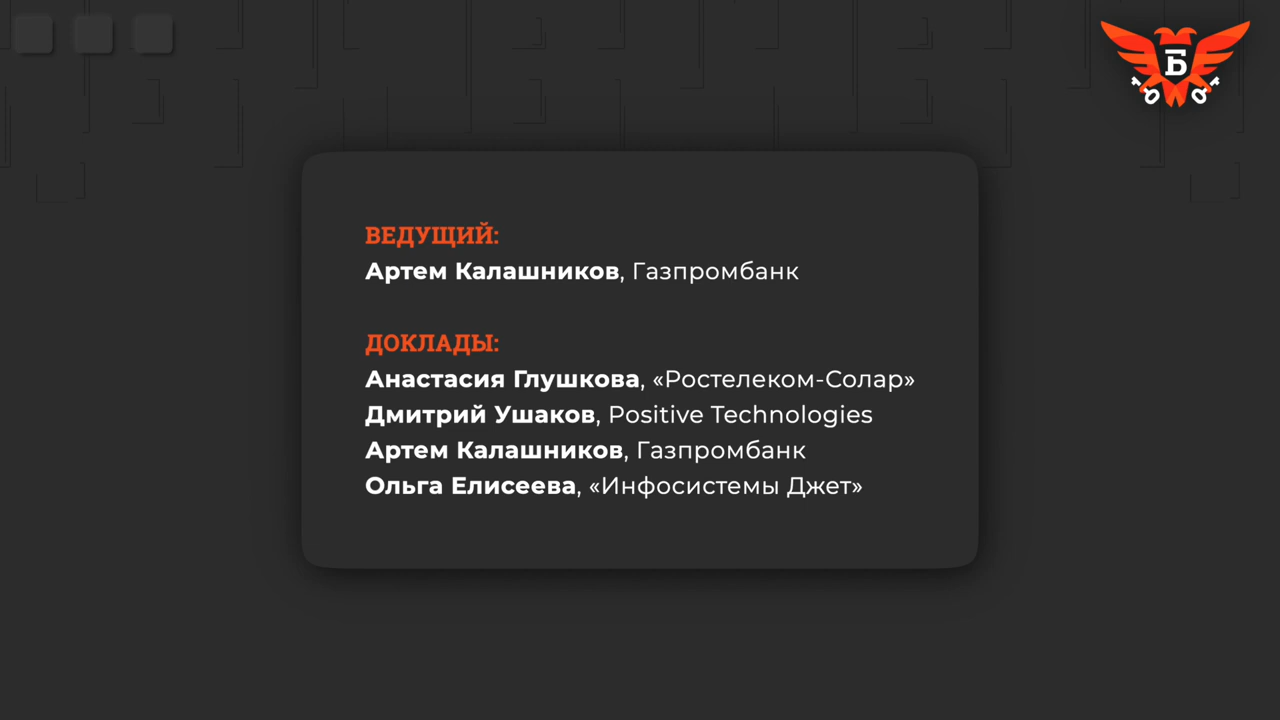 Б
ВЕДУЩИЙ:
Артем Калашников, Газпромбанк
ДОКЛАДЫ:
Анастасия Глушкова, «Ростелеком-Солар»
Дмитрий Ушаков, Positive Technologies
Артем Калашников, Газпромбанк
Ольга Елисеева, «Инфосистемы Джет»